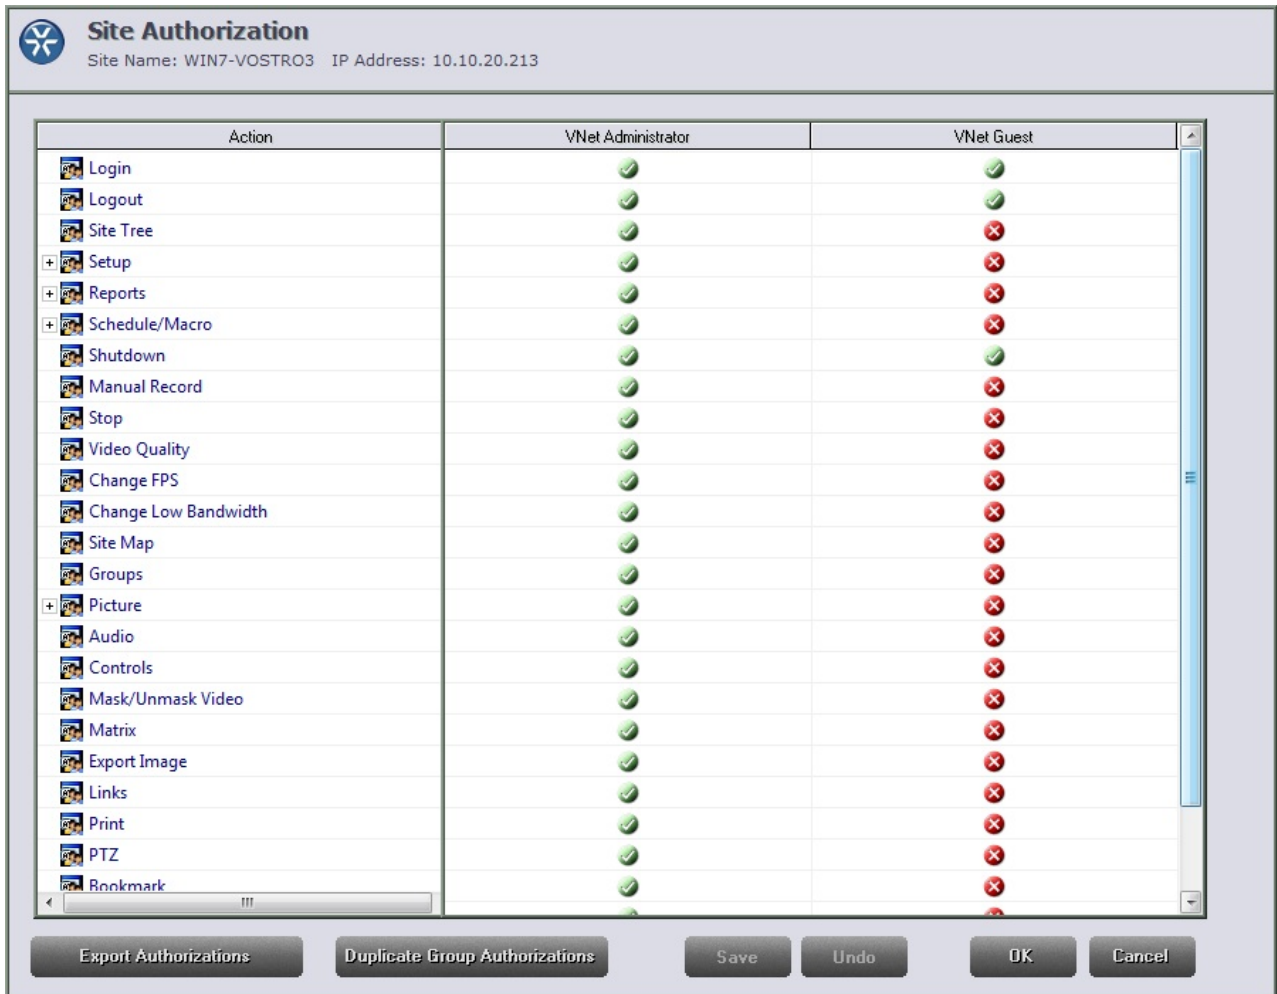 Site Authorization
Site Name: WIN7-VOSTRO3 IP Address: 10.10.20.213
Action VNet Administrator VNet Guest
Login
Logout
Site Tree
Setup
Reports
Schedule/Macro
Shutdown
Manual Record
Stop
Video Quality
Change FPS
Change Low Bandwidth
Site Map
Groups
Picture
Audio
Controls
Mask/Unmask Video
Matrix
Export Image
Links
Print
PTZ
Bookmark
Export Authorizations Duplicate Group Authorizations Save Undo OK Cancel